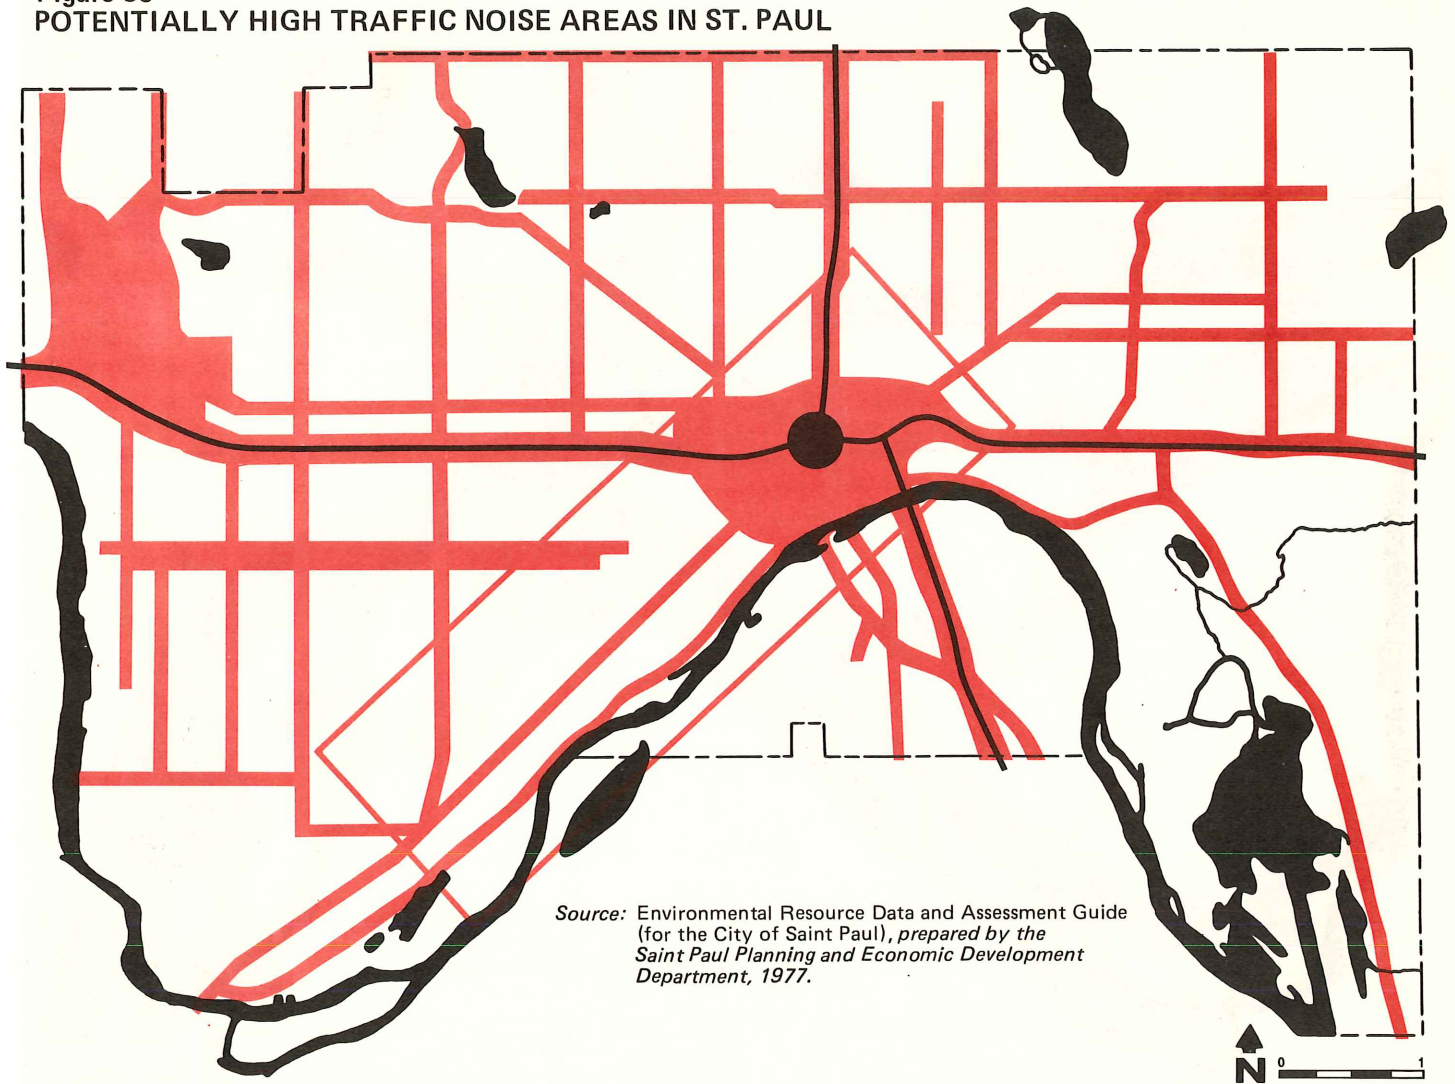 POTENTIALLY HIGH TRAFFIC NOISE AREAS IN ST. PAUL
Source: Environmental Resource Data and Assessment Guide
(for the City of Saint Paul), prepared by the
Saint Paul Planning and Economic Development
Department, 1977.
N 0 1